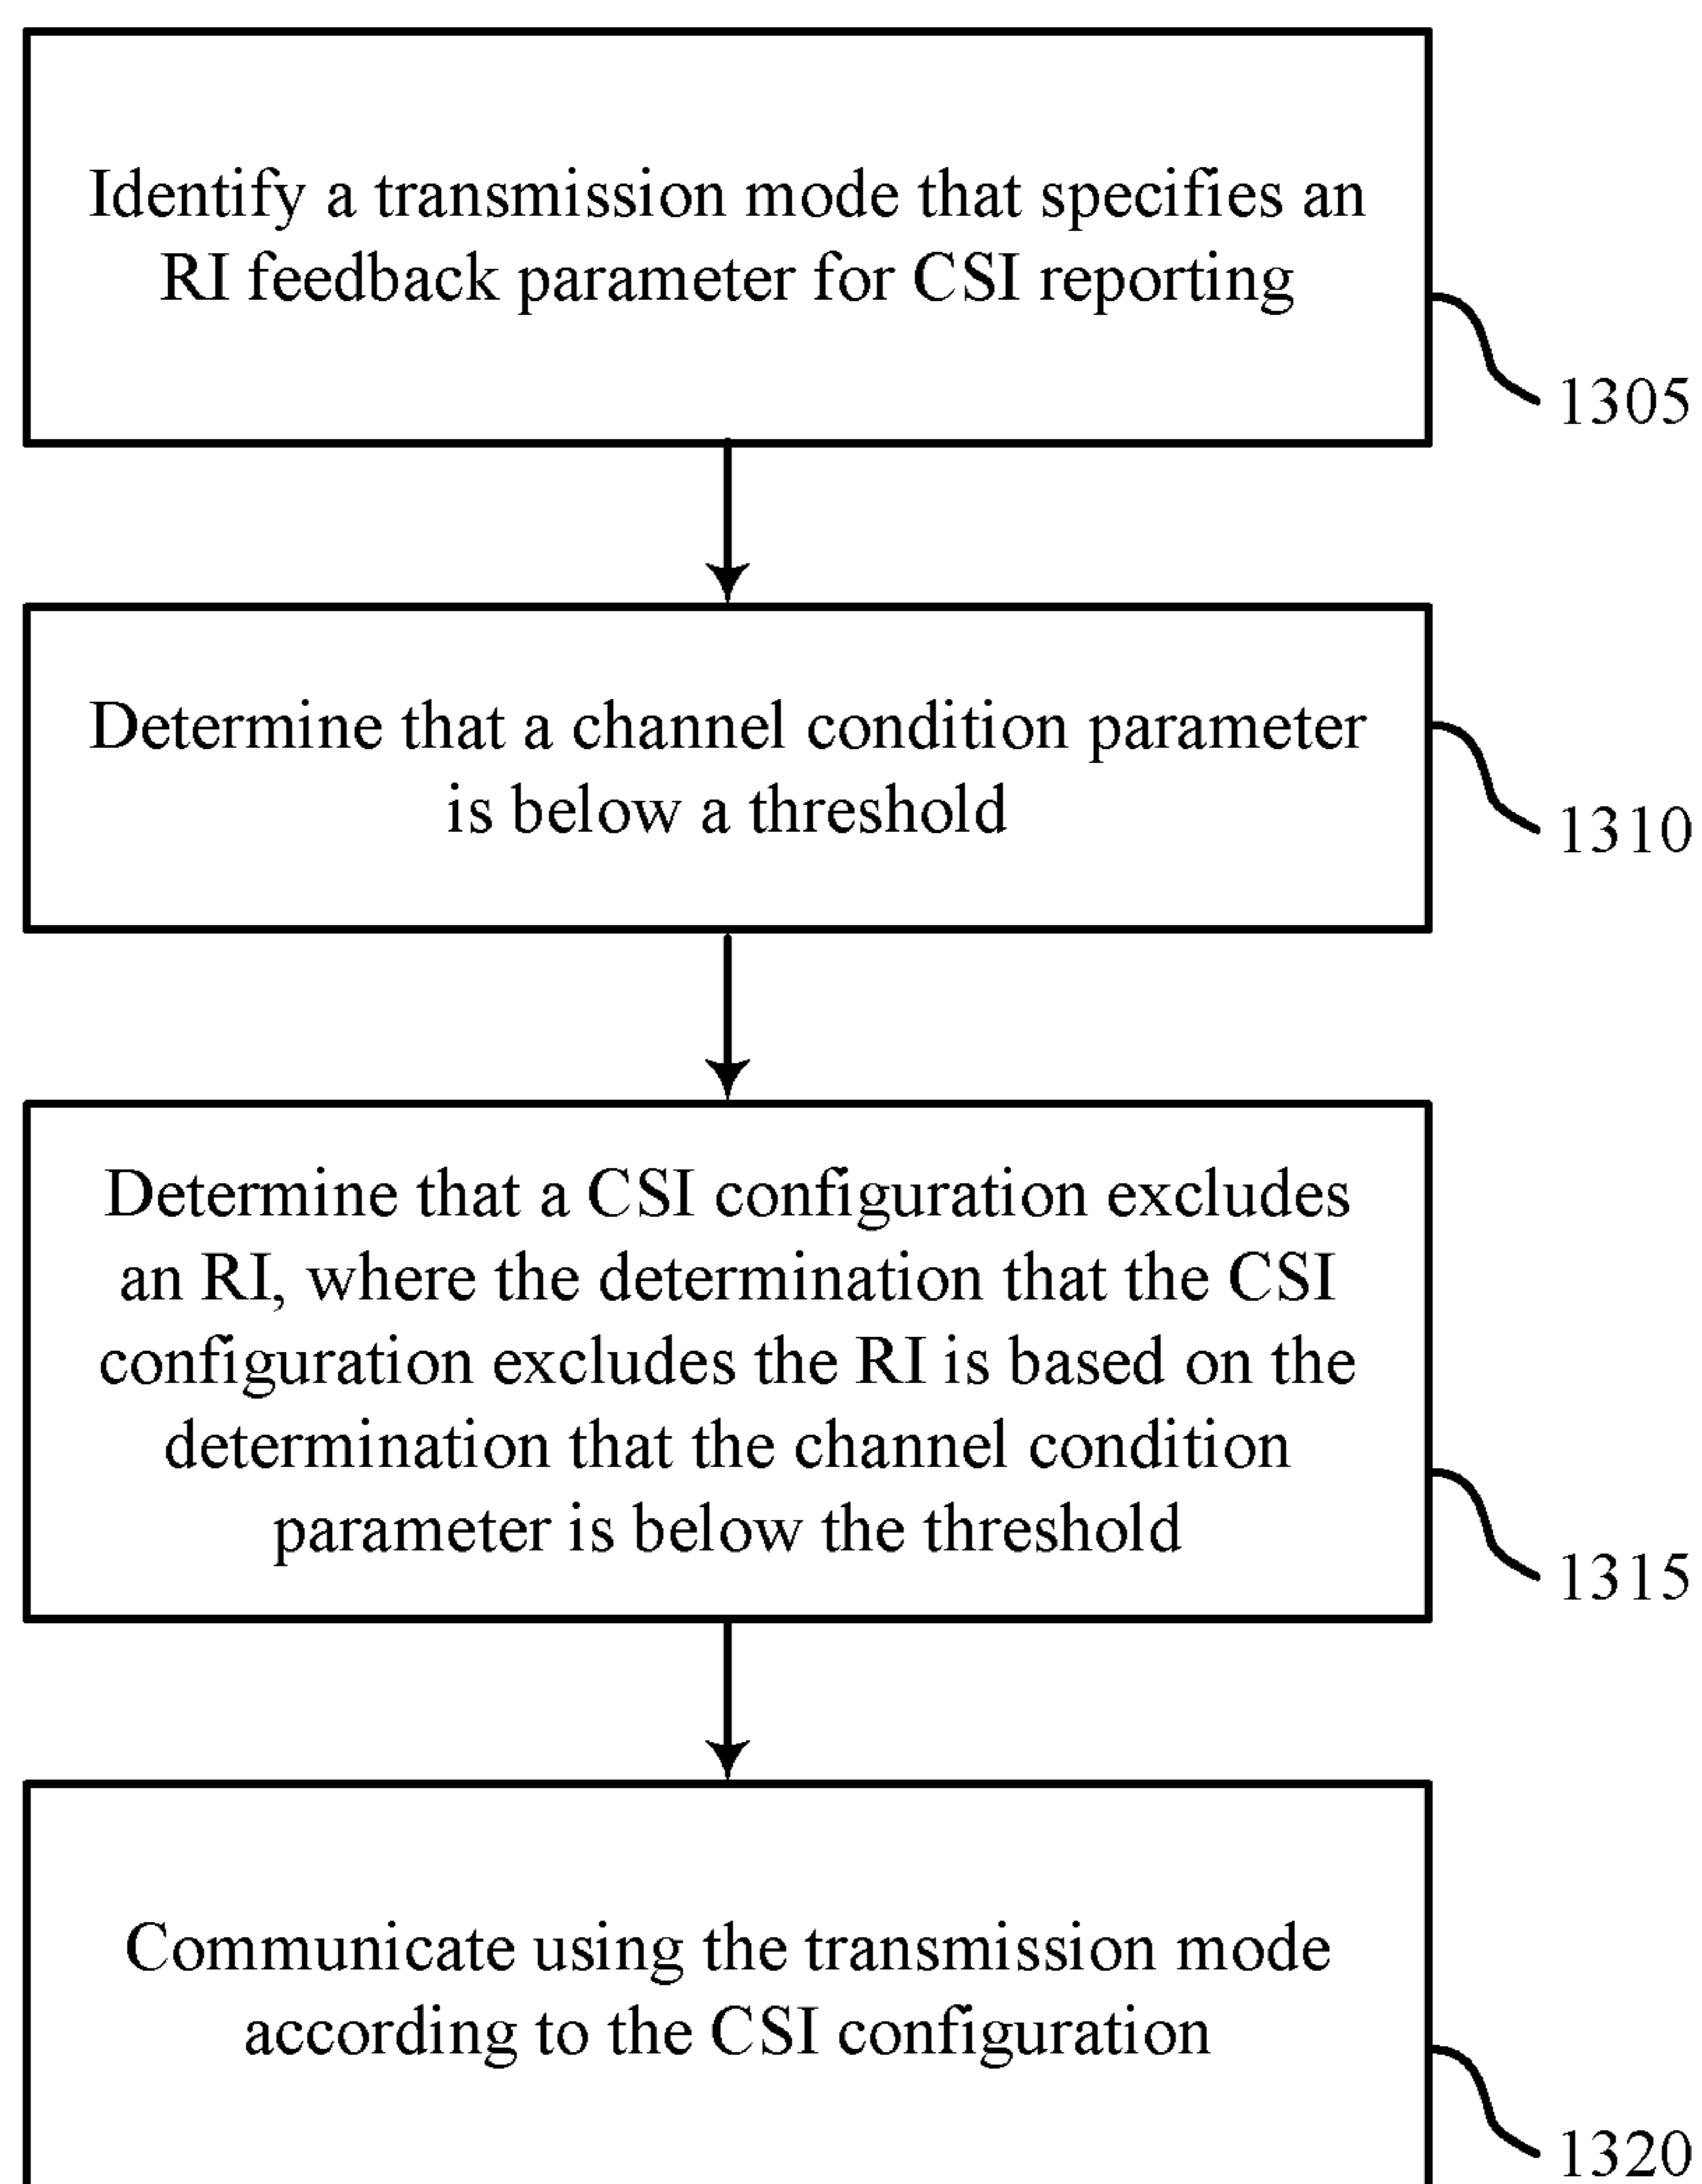 Identify a transmission mode that specifies an
RI feedback parameter for CSI reporting
1305
Determine that a channel condition parameter
is below a threshold
1310
Determine that a CSI configuration excludes
an RI, where the determination that the CSI
configuration excludes the RI is based on the
determination that the channel condition
parameter is below the threshold
1315
Communicate using the transmission mode
according to the CSI configuration
1320